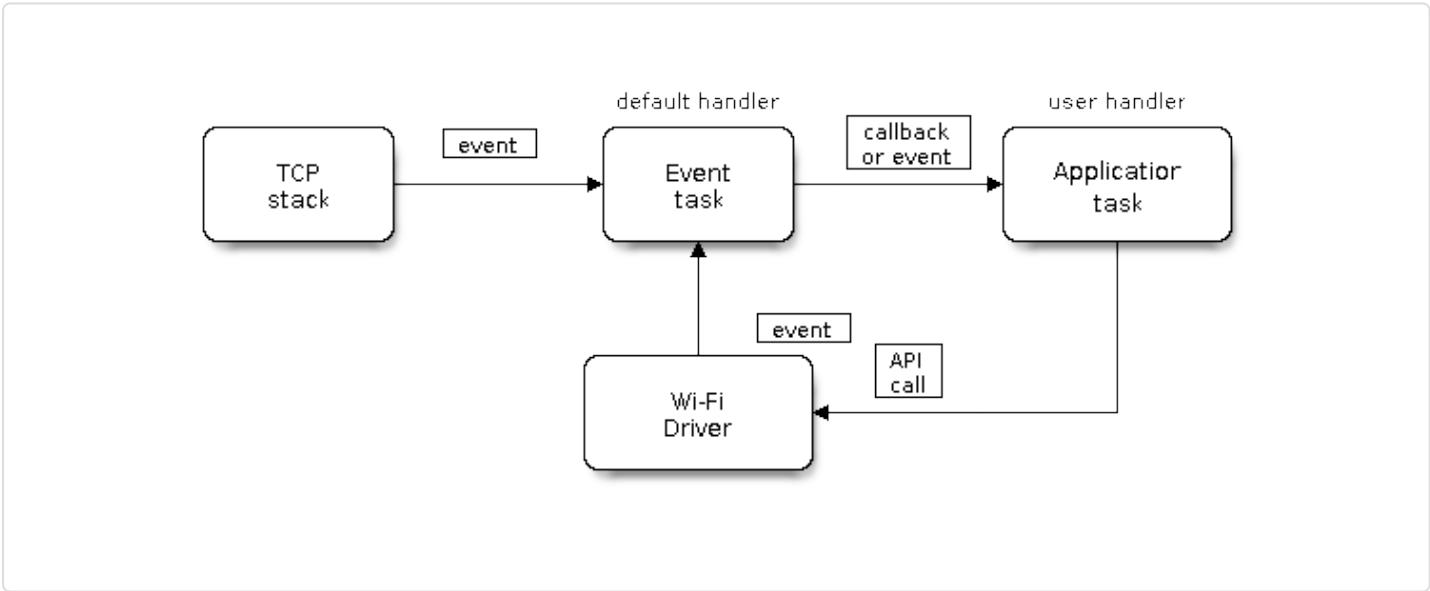 default handler
user handler
event
callback
or event
TCP
stack
Event
task
Application
task
event
API
call
Wi-Fi
Driver